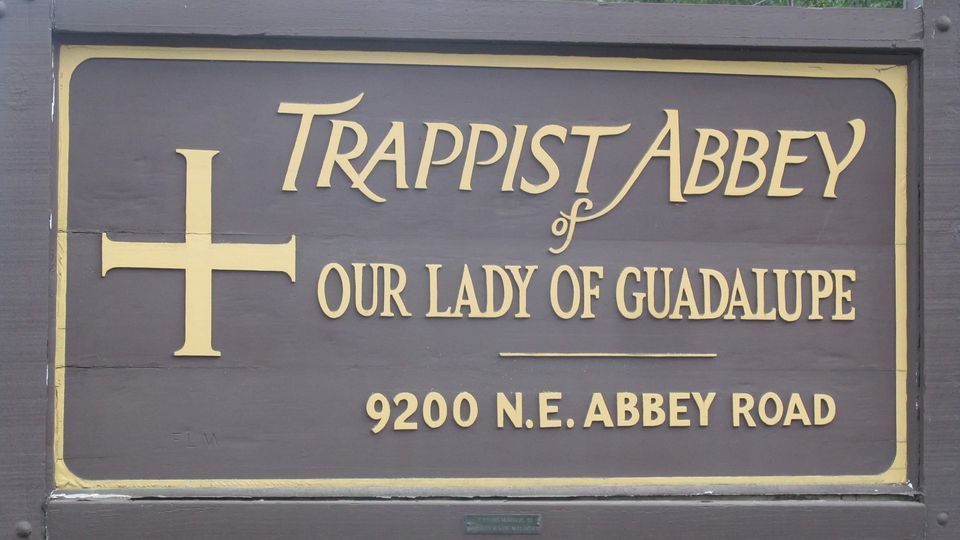 TRAPPIST ABBEY
of
OUR LADY OF GUADALUPE
9200 N.E. ABBEY ROAD